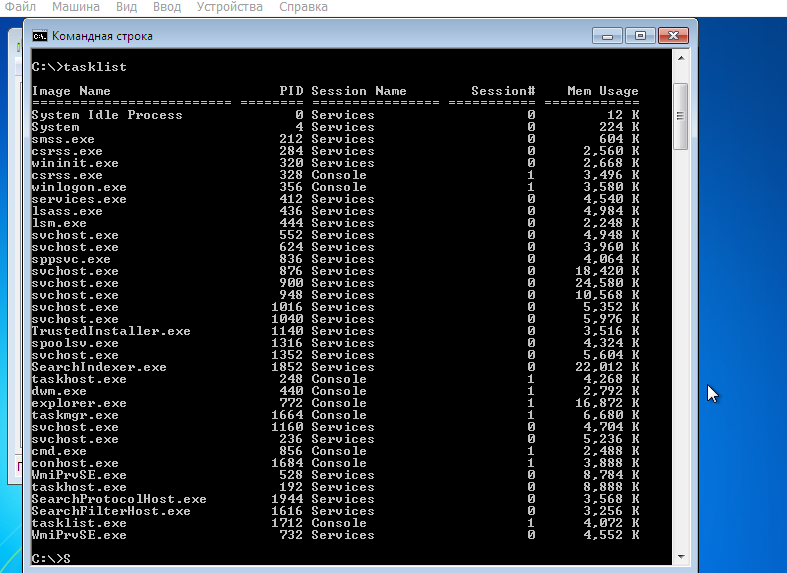 Файл Машина Вид Ввод Устройства Справка
Командная строка
C:\>tasklist
Image Name PID Session Name Session# Mem Usage
========================= ======== ================ =========== ============
System Idle Process 0 Services 0 12 K
System 4 Services 0 224 K
smss.exe 212 Services 0 604 K
csrss.exe 284 Services 0 2,560 K
wininit.exe 320 Services 0 2,668 K
csrss.exe 328 Console 1 3,496 K
winlogon.exe 356 Console 1 3,580 K
services.exe 412 Services 0 4,540 K
lsass.exe 436 Services 0 4,984 K
lsm.exe 444 Services 0 2,248 K
svchost.exe 552 Services 0 4,948 K
svchost.exe 624 Services 0 3,960 K
sppsvc.exe 836 Services 0 4,064 K
svchost.exe 876 Services 0 18,420 K
svchost.exe 900 Services 0 24,580 K
svchost.exe 948 Services 0 10,568 K
svchost.exe 1016 Services 0 5,352 K
svchost.exe 1040 Services 0 5,976 K
TrustedInstaller.exe 1140 Services 0 3,516 K
spoolsv.exe 1316 Services 0 4,324 K
svchost.exe 1352 Services 0 5,604 K
SearchIndexer.exe 1852 Services 0 22,012 K
taskhost.exe 248 Console 1 4,268 K
dwm.exe 440 Console 1 2,792 K
explorer.exe 772 Console 1 16,872 K
taskmgr.exe 1664 Console 1 6,680 K
svchost.exe 1160 Services 0 4,704 K
svchost.exe 236 Services 0 5,236 K
cmd.exe 856 Console 1 2,488 K
conhost.exe 1684 Console 1 3,888 K
WmiPrvSE.exe 528 Services 0 8,784 K
taskhost.exe 192 Services 0 8,888 K
SearchProtocolHost.exe 1944 Services 0 3,568 K
SearchFilterHost.exe 1616 Services 0 3,256 K
tasklist.exe 1712 Console 1 4,072 K
WmiPrvSE.exe 732 Services 0 4,552 K
C:\>S